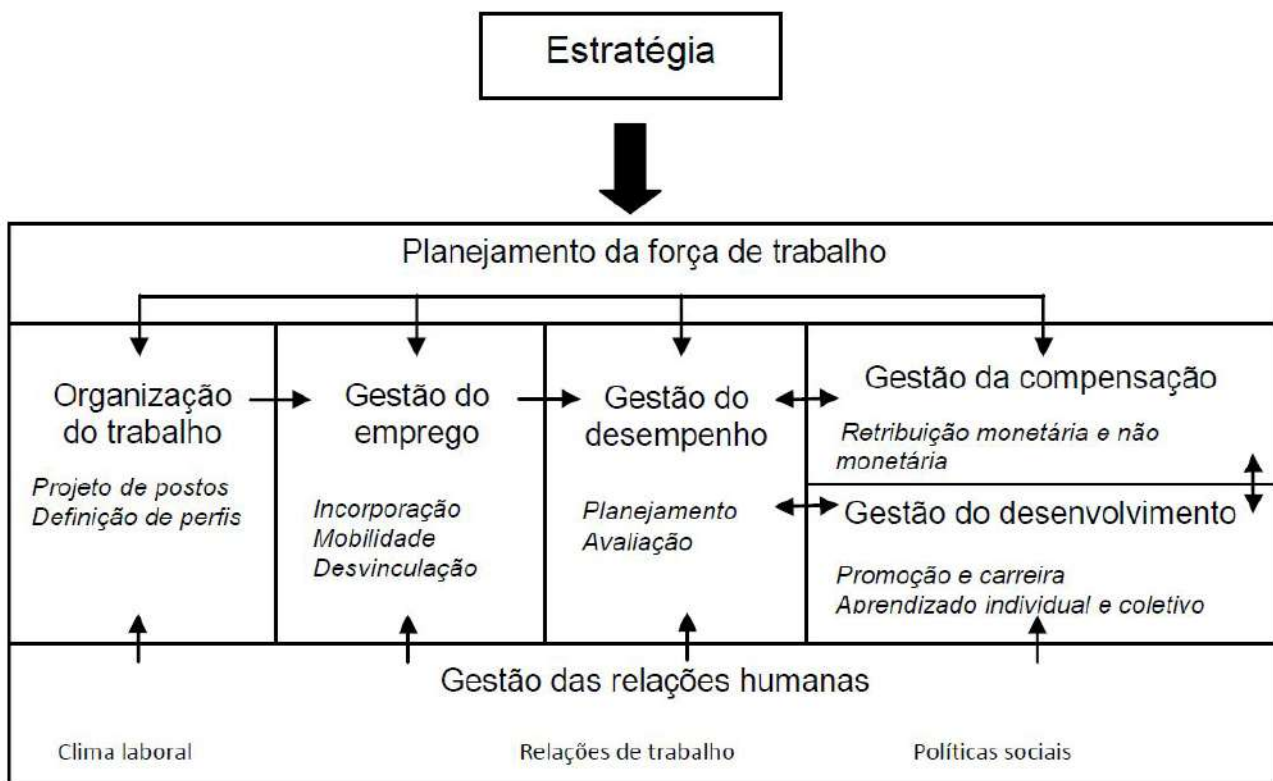 Estratégia
Planejamento da força de trabalho
Organização
do trabalho
Projeto de postos
Definição de perfis
Gestão do
emprego
Incorporação
Mobilidade
Desvinculação
Gestão do
desempenho
Planejamento
Avaliação
Gestão da compensação
Retribuição monetária e não
monetária
Gestão do desenvolvimento
Promoção e carreira
Aprendizado individual e coletivo
Gestão das relações humanas
Clima laboral
Relações de trabalho
Políticas sociais